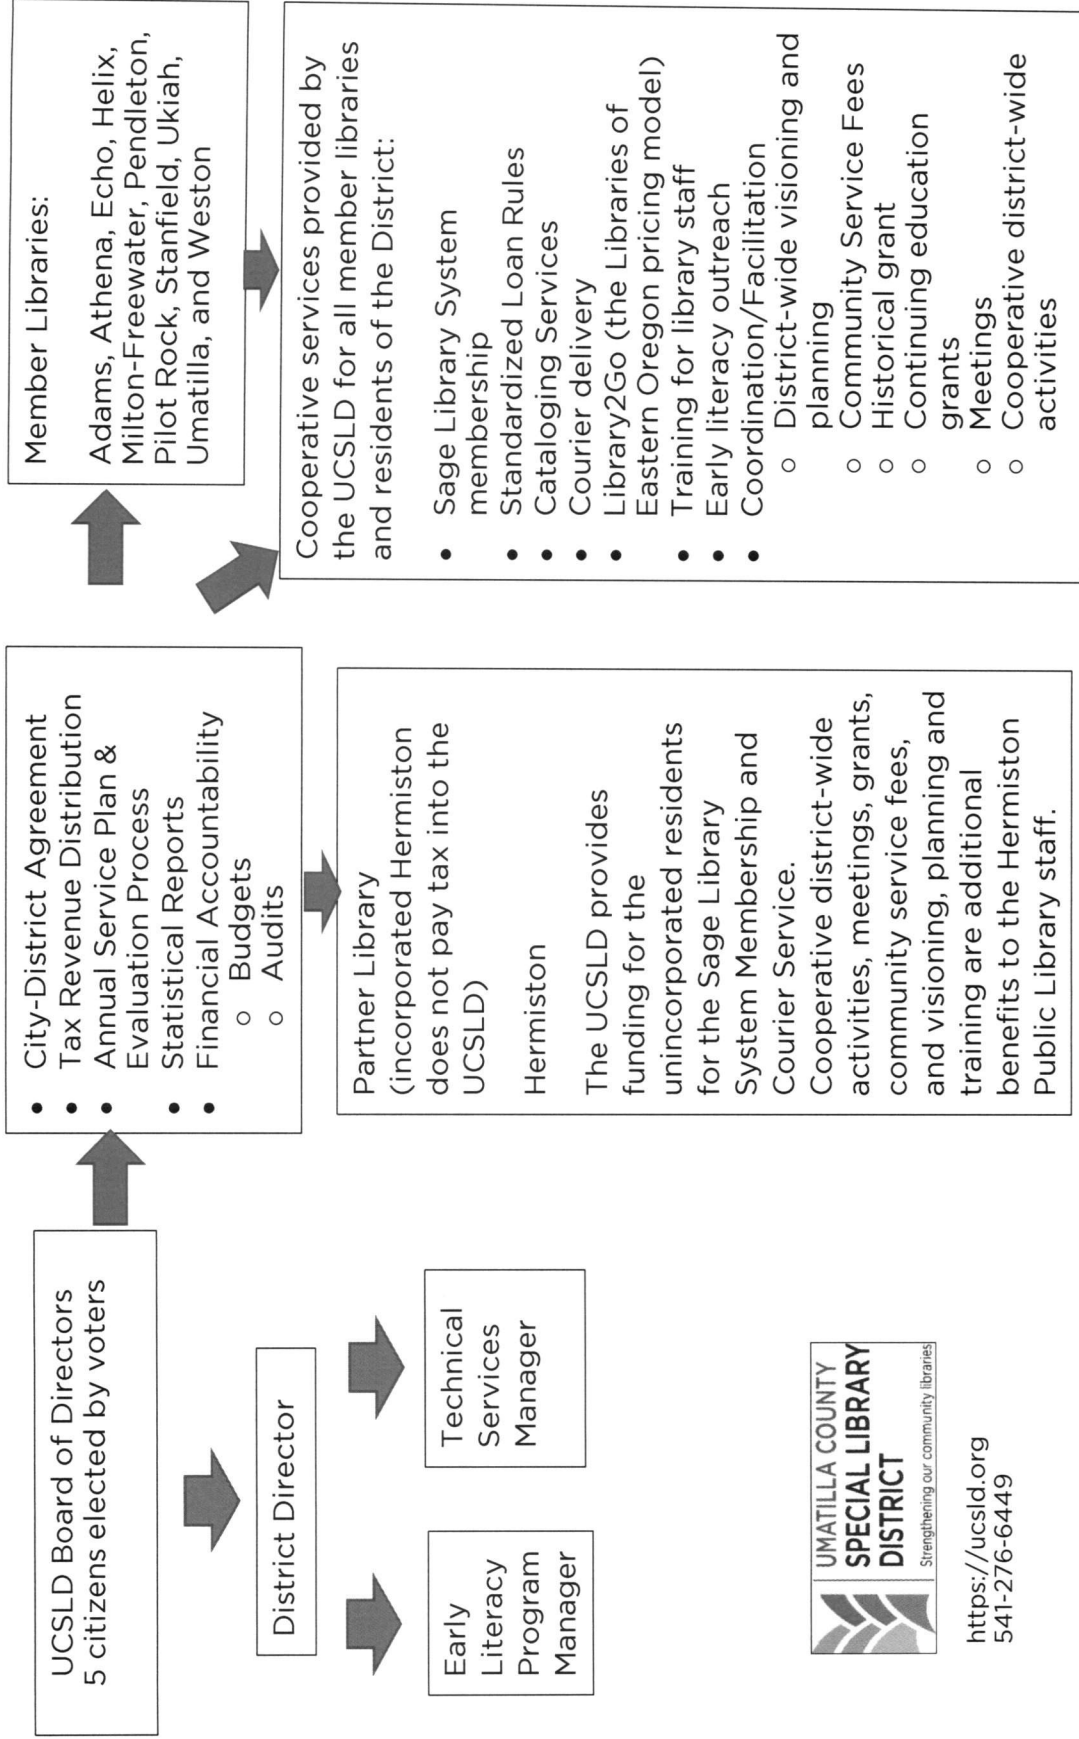 UCSLD Board of Directors
5 citizens elected by voters
District Director
Early
Literacy
Program
Manager
Technical
Services
Manager
• City-District Agreement
• Tax Revenue Distribution
• Annual Service Plan &
Evaluation Process
• Statistical Reports
• Financial Accountability
○ Budgets
○ Audits
Partner Library
(incorporated Hermiston
does not pay tax into the
UCSLD)
Hermiston
The UCSLD provides
funding for the
unincorporated residents
for the Sage Library
System Membership and
Courier Service.
Cooperative district-wide
activities, meetings, grants,
community service fees,
and visioning, planning and
training are additional
benefits to the Hermiston
Public Library staff.
Member Libraries:
Adams, Athena, Echo, Helix,
Milton-Freewater, Pendleton,
Pilot Rock, Stanfield, Ukiah,
Umatilla, and Weston
Cooperative services provided by
the UCSLD for all member libraries
and residents of the District:
• Sage Library System
membership
• Standardized Loan Rules
• Cataloging Services
• Courier delivery
• Library2Go (the Libraries of
Eastern Oregon pricing model)
• Training for library staff
• Early literacy outreach
• Coordination/Facilitation
○ District-wide visioning and
planning
○ Community Service Fees
○ Historical grant
○ Continuing education
grants
○ Meetings
○ Cooperative district-wide
activities
UMATILLA COUNTY
SPECIAL LIBRARY
DISTRICT
Strengthening our community libraries
https://ucsld.org
541-276-6449